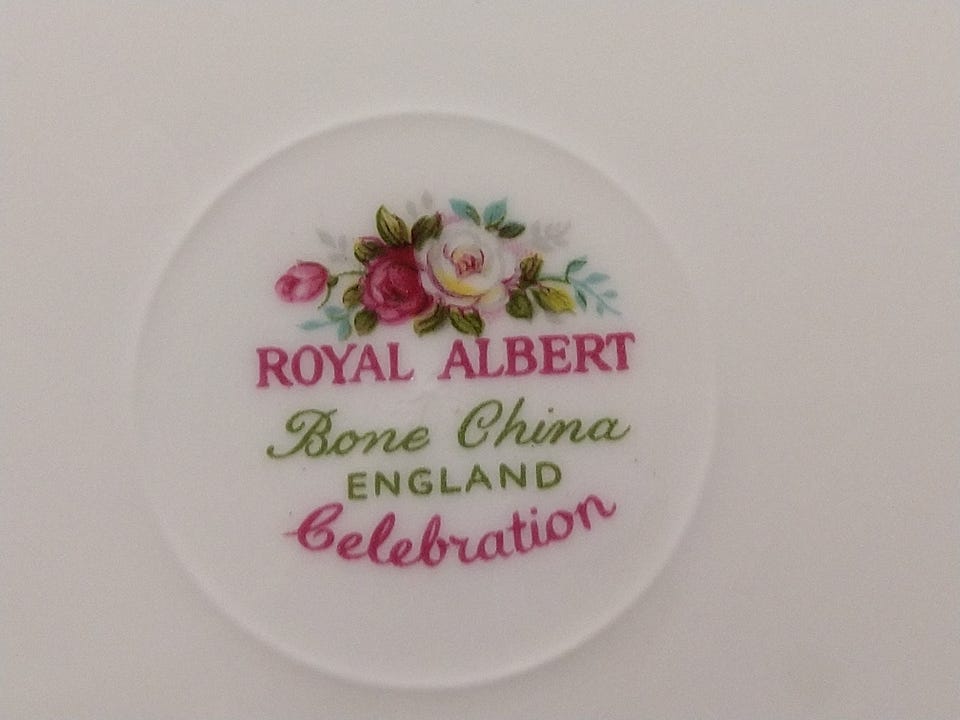 ROYAL ALBERT
Bone China
ENGLAND
Celebration